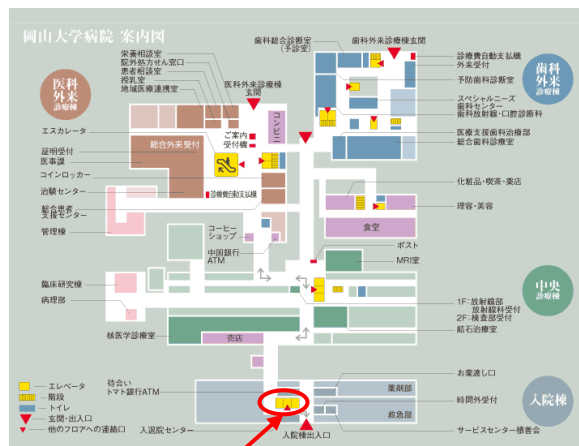 岡山大学病院 案内図
医科
外来
診療棟
歯科
外来
診療棟
中央
診療棟
入院棟
栄養相談室
院外処方せん窓口
患者相談室
授乳室
地域医療連携室
医科外来診療棟
玄関
歯科総合診断室
(予診室)
歯科外来診療棟玄関
診療費自動支払機
外来受付
予防歯科診断室
スペシャルニーズ
歯科センター
歯科放射線・口腔診断科
医療支援歯科治療部
総合歯科診療室
エスカレータ
証明受付
医事課
コインロッカー
治験センター
総合患者
支援センター
管理棟
総合外来受付
ご案内
受付機
コンビニ
診療費自動支払機
コーヒー
ショップ
中国銀行
ATM
化粧品・喫茶・薬店
理容・美容
食堂
ポスト
MRI室
臨床研究棟
病理部
核医学診療室
売店
1F:放射線部
放射線科受付
2F:検査部受付
結石治療室
待合い
トマト銀行ATM
入退院センター
入院棟出入口
お薬渡し口
薬剤部
時間外受付
救急部
サービスセンター積善会
エレベータ
階段
トイレ
玄関・出入口
他のフロアへの連絡口